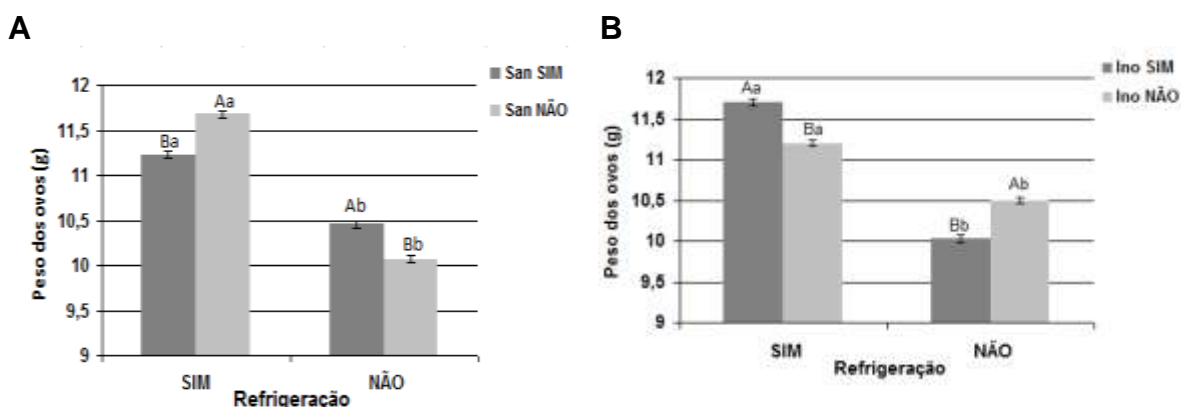 A
San SIM
San NÃO
Peso dos ovos (g)
12
11,5
11
10,5
10
9,5
9
Ba
Aa
Ab
Bb
SIM
NÃO
Refrigeração
B
Ino SIM
Ino NÃO
Peso dos ovos (g)
12
11,5
11
10,5
10
9,5
9
Aa
Ba
Bb
Ab
SIM
NÃO
Refrigeração